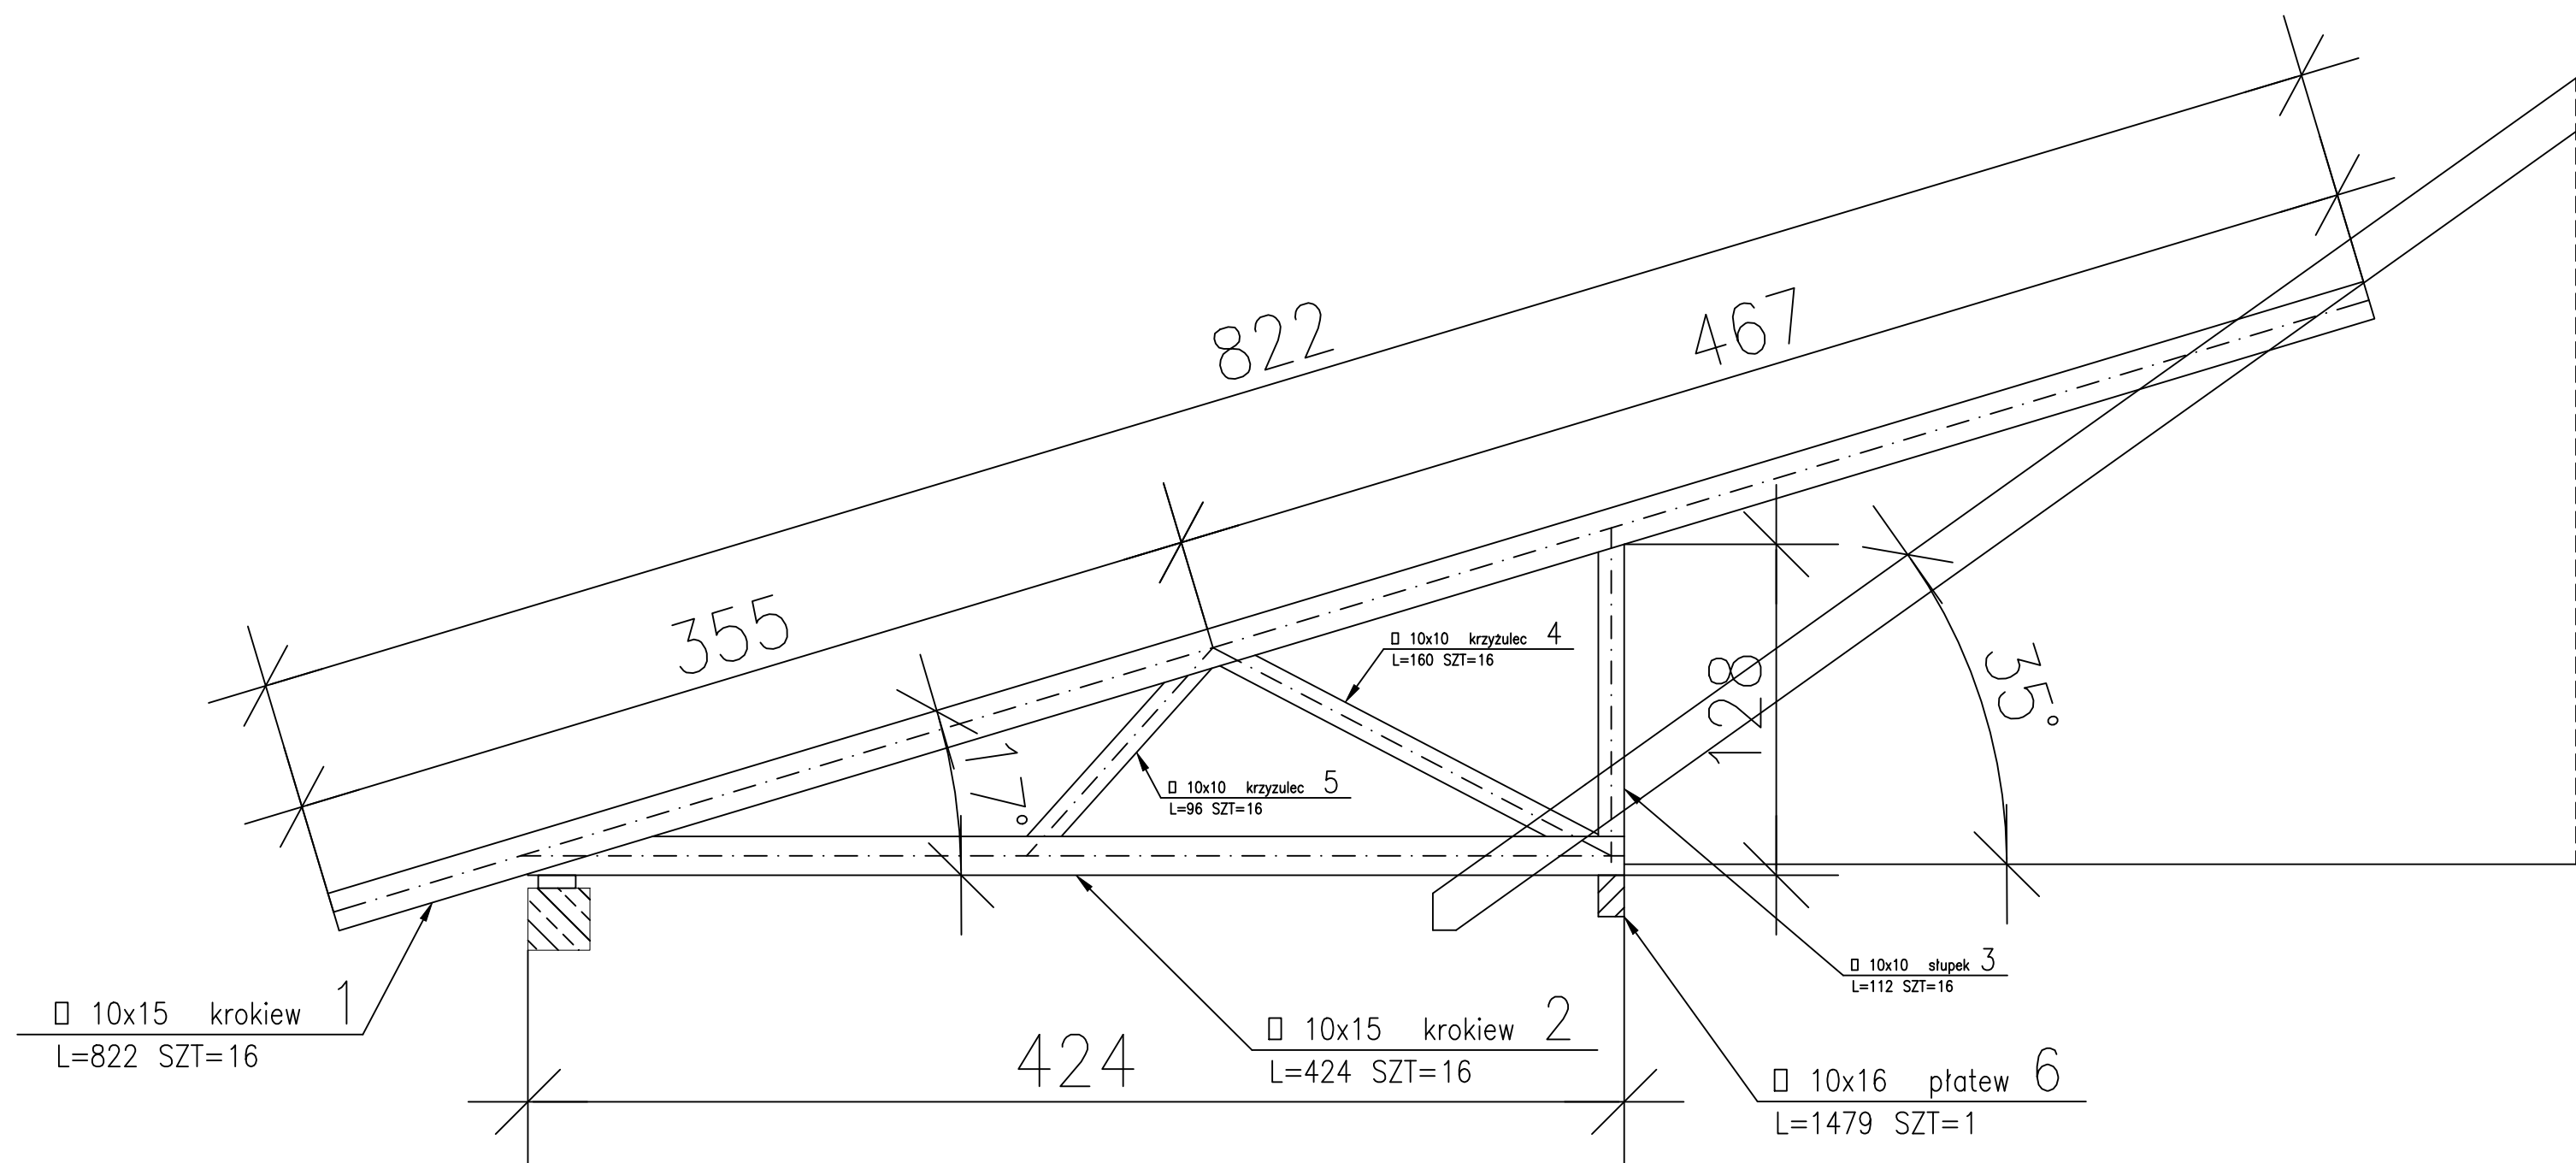 822
467
355
10x10 krzyżulec 4
L=160 SZT=16
128
35°
17°
10x10 krzyzulec 5
L=96 SZT=16
10x10 słupek 3
L=112 SZT=16
10x15 krokiew 1
L=822 SZT=16
10x15 krokiew 2
L=424 SZT=16
424
10x16 płatew 6
L=1479 SZT=1